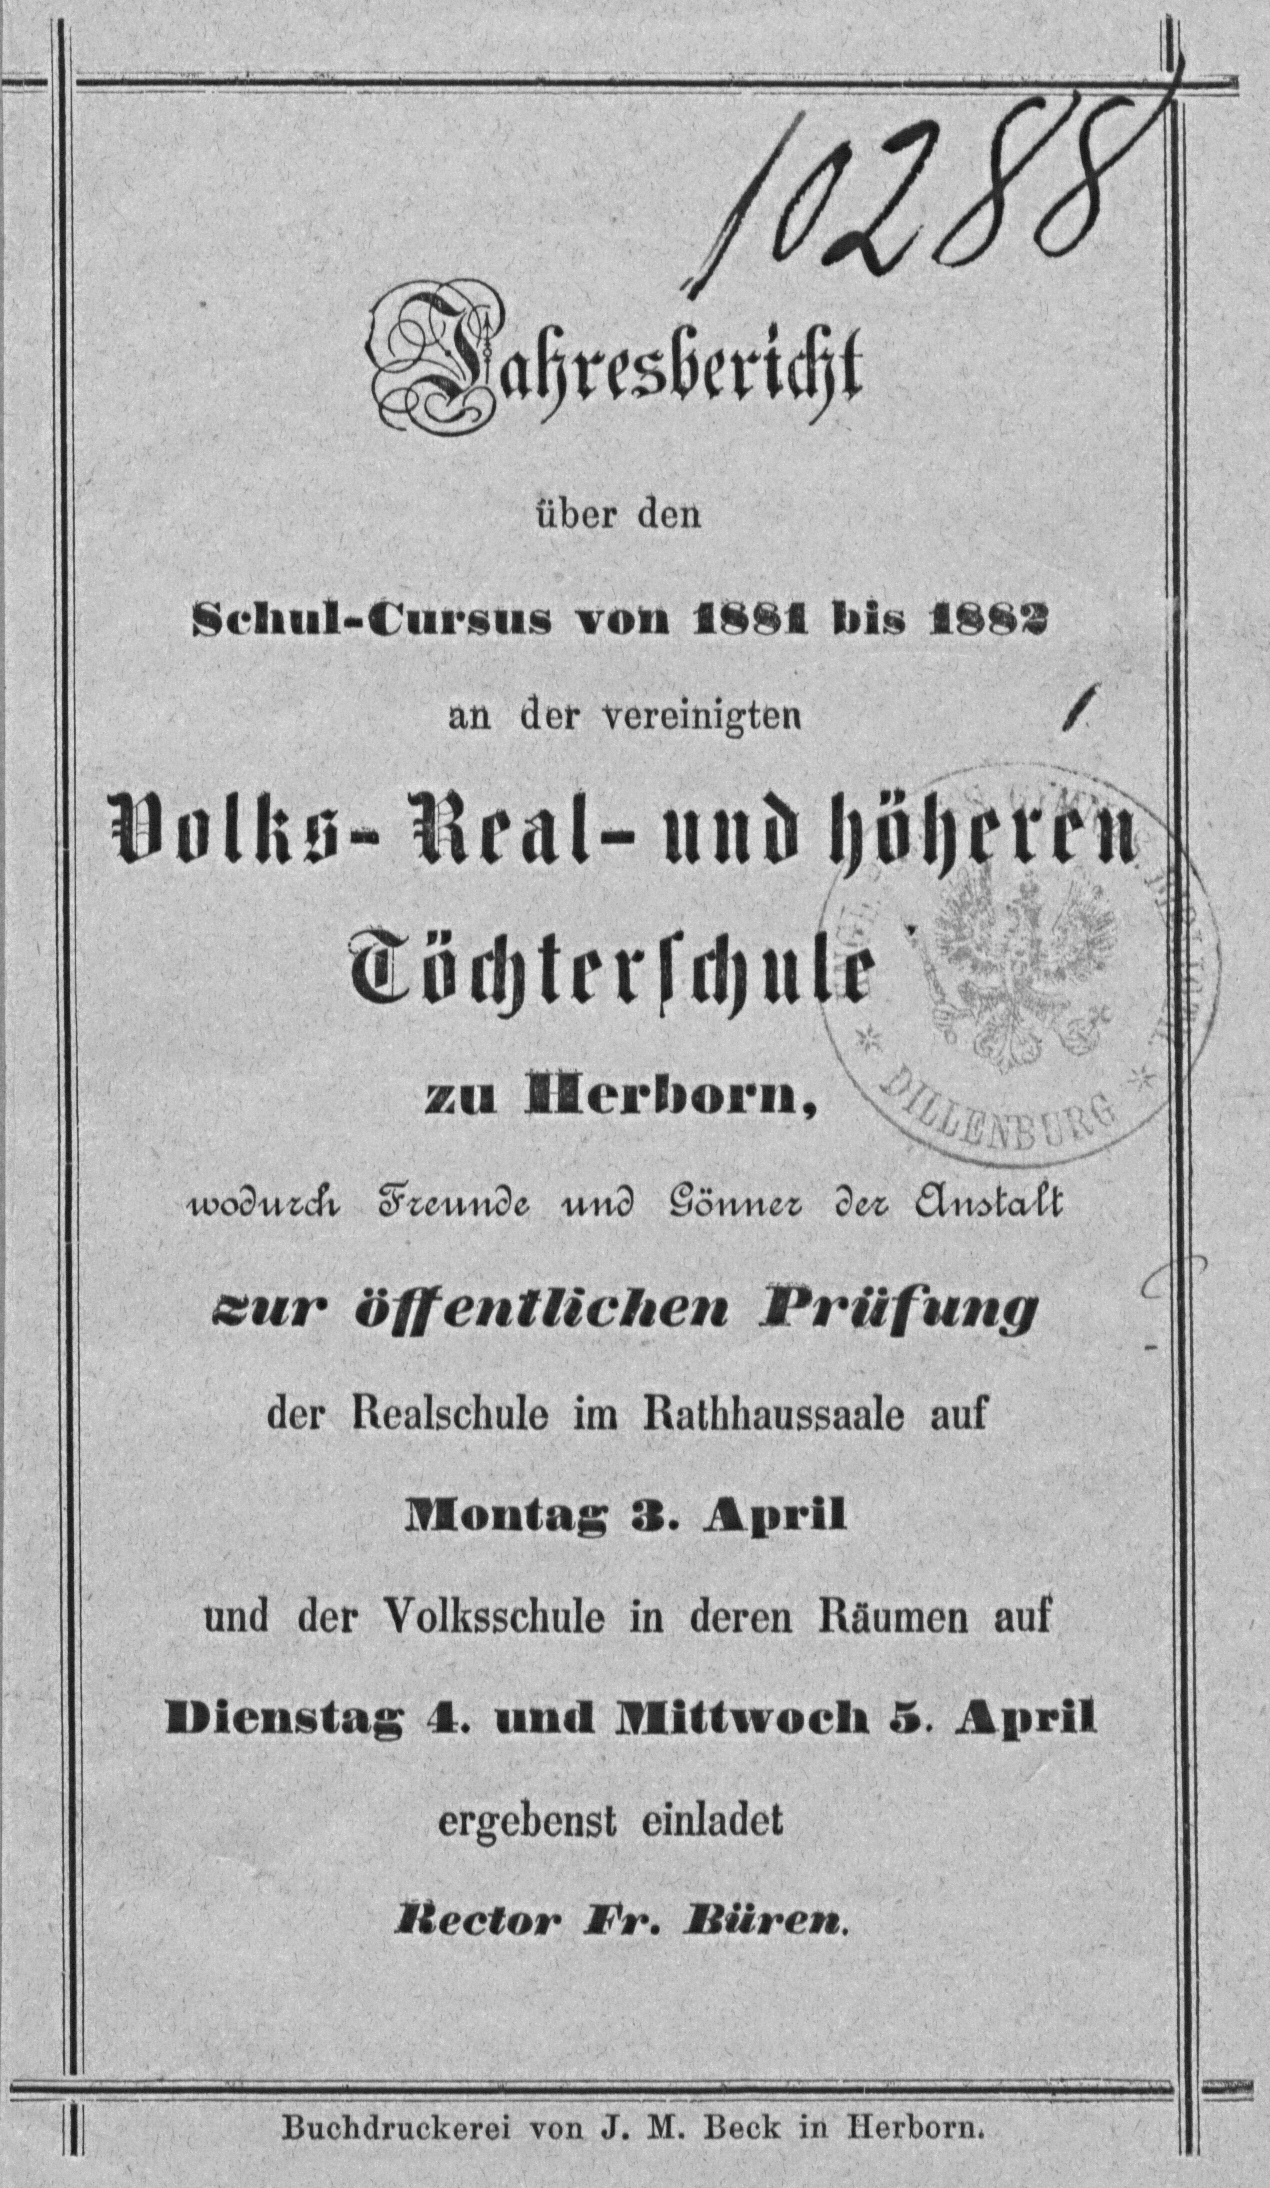 10288
Jahresbericht
über den
Schul-Cursus von 1881 bis 1882
an der vereinigten
Volks- Real- und höheren
Töchterschule
zu Herborn,
DILLENBURG
wodurch Freunde und Gönner der Anstalt
zur öffentlichen Prüfung
der Realschule im Rathhaussaale auf
Montag 3. April
und der Volksschule in deren Räumen auf
Dienstag 4. und Mittwoch 5. April
ergebenst einladet
Rector Fr. Büren.
Buchdruckerei von J. M. Beck in Herborn.